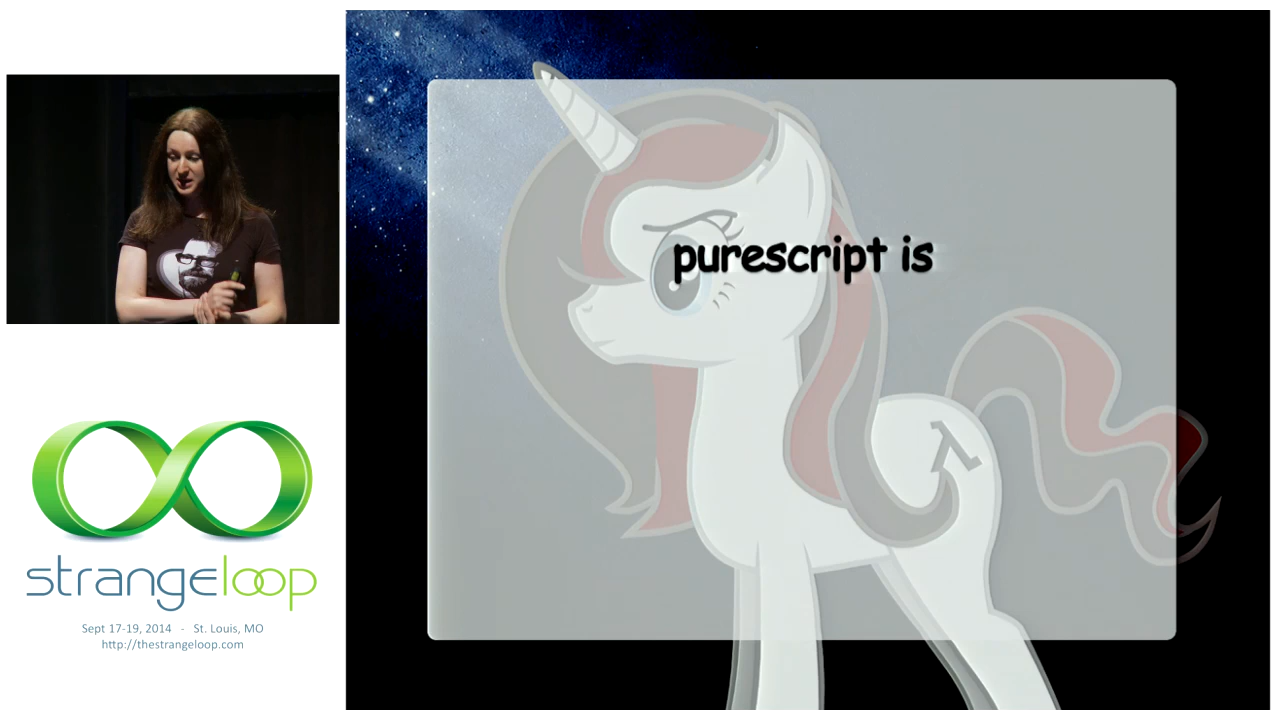 purescript is
λ
strangeloop
Sept 17-19, 2014 - St. Louis, MO
http://thestrangeloop.com